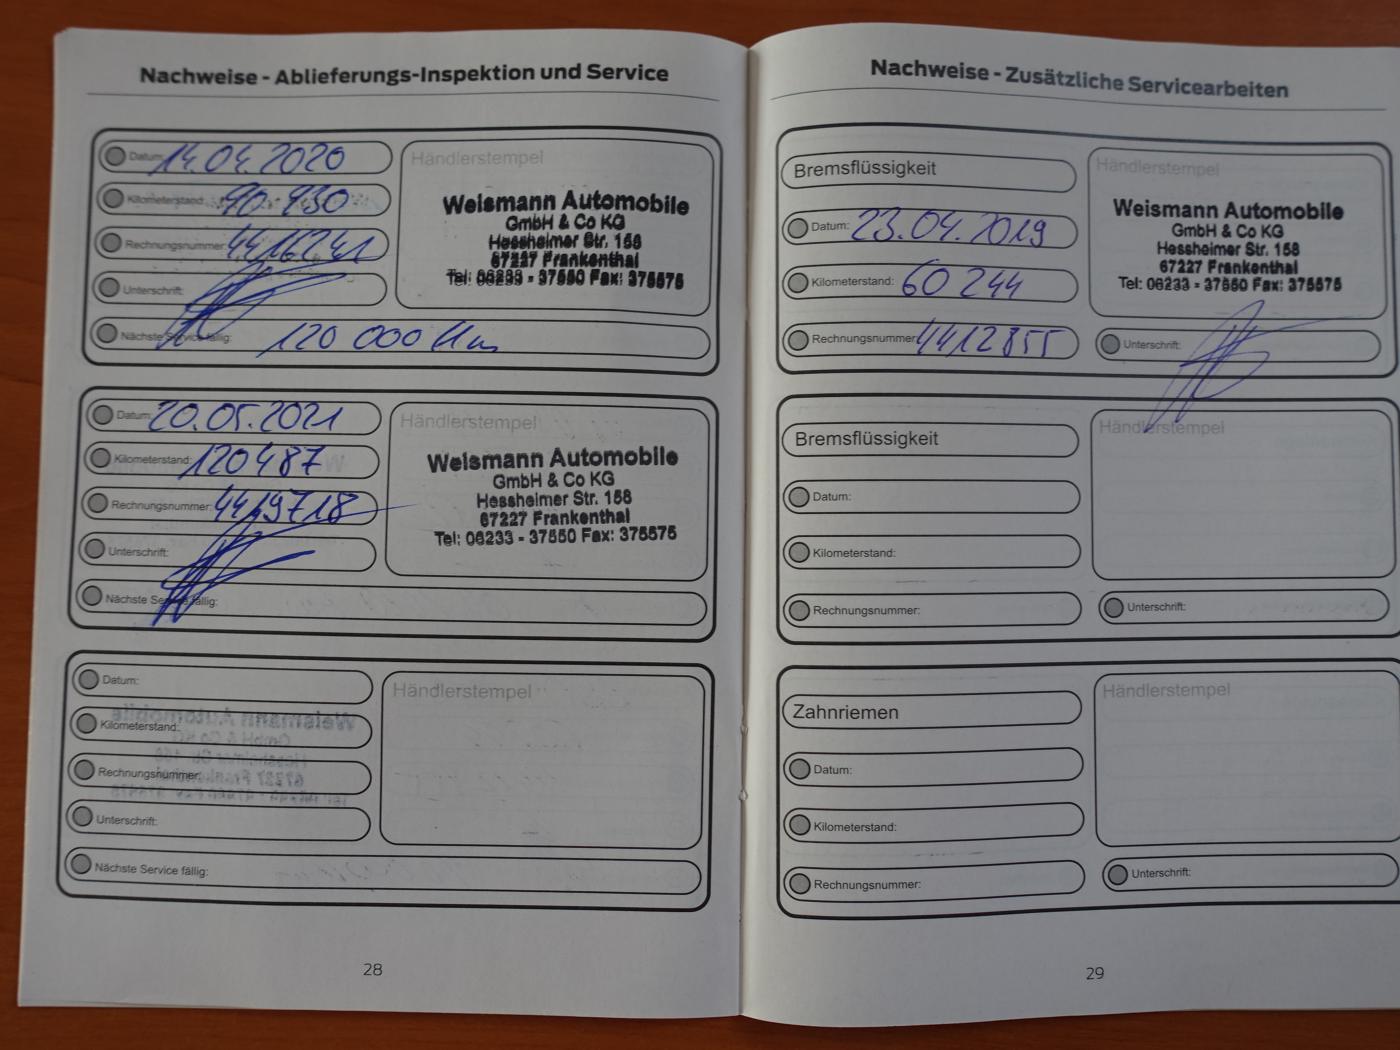 Nachweise - Ablieferungs-Inspektion und Service
Datum: 14.04.2020
Kilometerstand: 90.930
Rechnungsnummer: 4416241
Unterschrift:
Nächste Service fällig: 120 000 Km
Händlerstempel
Weismann Automobile
GmbH & Co KG
Hessheimer Str. 158
67227 Frankenthal
Tel: 06233 - 37550 Fax: 375575
Datum: 20.05.2021
Kilometerstand: 120487
Rechnungsnummer: 4419718
Unterschrift:
Nächste Service fällig:
Händlerstempel
Weismann Automobile
GmbH & Co KG
Hessheimer Str. 158
67227 Frankenthal
Tel: 06233 - 37550 Fax: 375575
Datum:
Kilometerstand:
Rechnungsnummer:
Unterschrift:
Nächste Service fällig:
Händlerstempel
28
Nachweise - Zusätzliche Servicearbeiten
Bremsflüssigkeit
Datum: 23.04.2019
Kilometerstand: 60 244
Rechnungsnummer: 4412855
Händlerstempel
Weismann Automobile
GmbH & Co KG
Hessheimer Str. 158
67227 Frankenthal
Tel: 06233 - 37550 Fax: 375575
Unterschrift:
Bremsflüssigkeit
Datum:
Kilometerstand:
Rechnungsnummer:
Händlerstempel
Unterschrift:
Zahnriemen
Datum:
Kilometerstand:
Rechnungsnummer:
Händlerstempel
Unterschrift:
29